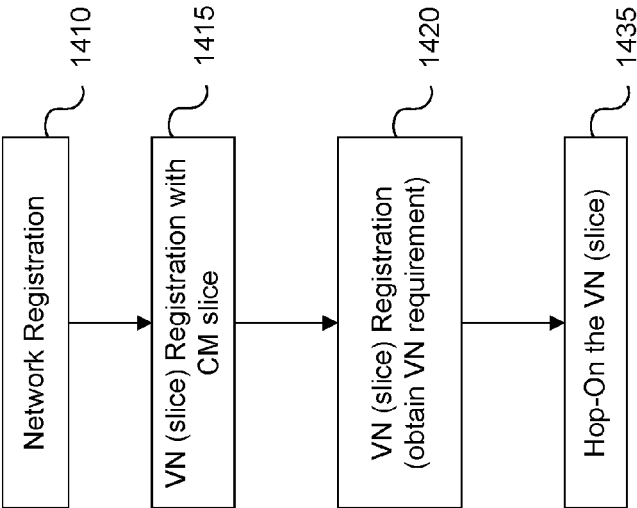 Network Registration
1410
VN (slice) Registration with
CM slice
1415
VN (slice) Registration
(obtain VN requirement)
1420
Hop-On the VN (slice)
1435